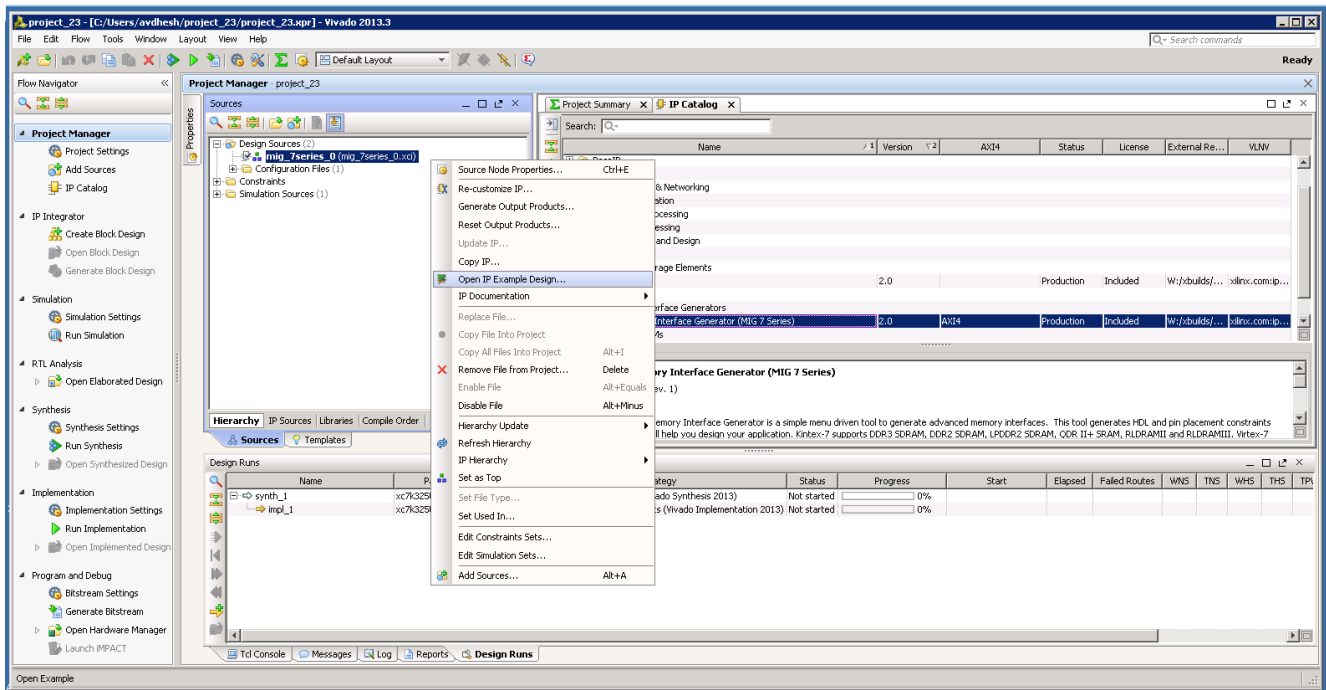 project_23 - [C:/Users/avdhesh/project_23/project_23.xpr] - Vivado 2013.3
File Edit Flow Tools Window Layout View Help
Search commands
Default Layout
Ready
Flow Navigator
Project Manager
Project Settings
Add Sources
IP Catalog
IP Integrator
Create Block Design
Open Block Design
Generate Block Design
Simulation
Simulation Settings
Run Simulation
RTL Analysis
Open Elaborated Design
Synthesis
Synthesis Settings
Run Synthesis
Open Synthesized Design
Implementation
Implementation Settings
Run Implementation
Open Implemented Design
Program and Debug
Bitstream Settings
Generate Bitstream
Open Hardware Manager
Launch iMPACT
Project Manager - project_23
Properties
Sources
Design Sources (2)
mig_7series_0 (mig_7series_0.xci)
Configuration Files (1)
Constraints
Simulation Sources (1)
Hierarchy IP Sources Libraries Compile Order
Sources Templates
Source Node Properties... Ctrl+E
Re-customize IP...
Generate Output Products...
Reset Output Products...
Update IP...
Copy IP...
Open IP Example Design...
IP Documentation
Replace File...
Copy File Into Project
Copy All Files Into Project Alt+I
Remove File from Project... Delete
Enable File Alt+Equals
Disable File Alt+Minus
Hierarchy Update
Refresh Hierarchy
IP Hierarchy
Set as Top
Set File Type...
Set Used In...
Edit Constraints Sets...
Edit Simulation Sets...
Add Sources... Alt+A
Project Summary IP Catalog
Search:
Name 1 Version 2 AXI4 Status License External Re... VLNV
& Networking
ation
ocessing
essing
and Design
rage Elements
2.0 Production Included W:/xbuilds/... xilinx.com:ip...
erface Generators
Interface Generator (MIG 7 Series) 2.0 AXI4 Production Included W:/xbuilds/... xilinx.com:ip...
Ms
ry Interface Generator (MIG 7 Series)
ev. 1)
emory Interface Generator is a simple menu driven tool to generate advanced memory interfaces. This tool generates HDL and pin placement constraints
ll help you design your application. Kintex-7 supports DDR3 SDRAM, DDR2 SDRAM, LPDDR2 SDRAM, QDR II+ SRAM, RLDRAMII and RLDRAMIII. Virtex-7
Design Runs
Name P ategy Status Progress Start Elapsed Failed Routes WNS TNS WHS THS TPW
synth_1 xc7k325 ado Synthesis 2013) Not started 0%
impl_1 xc7k325 s (Vivado Implementation 2013) Not started 0%
Tcl Console Messages Log Reports Design Runs
Open Example